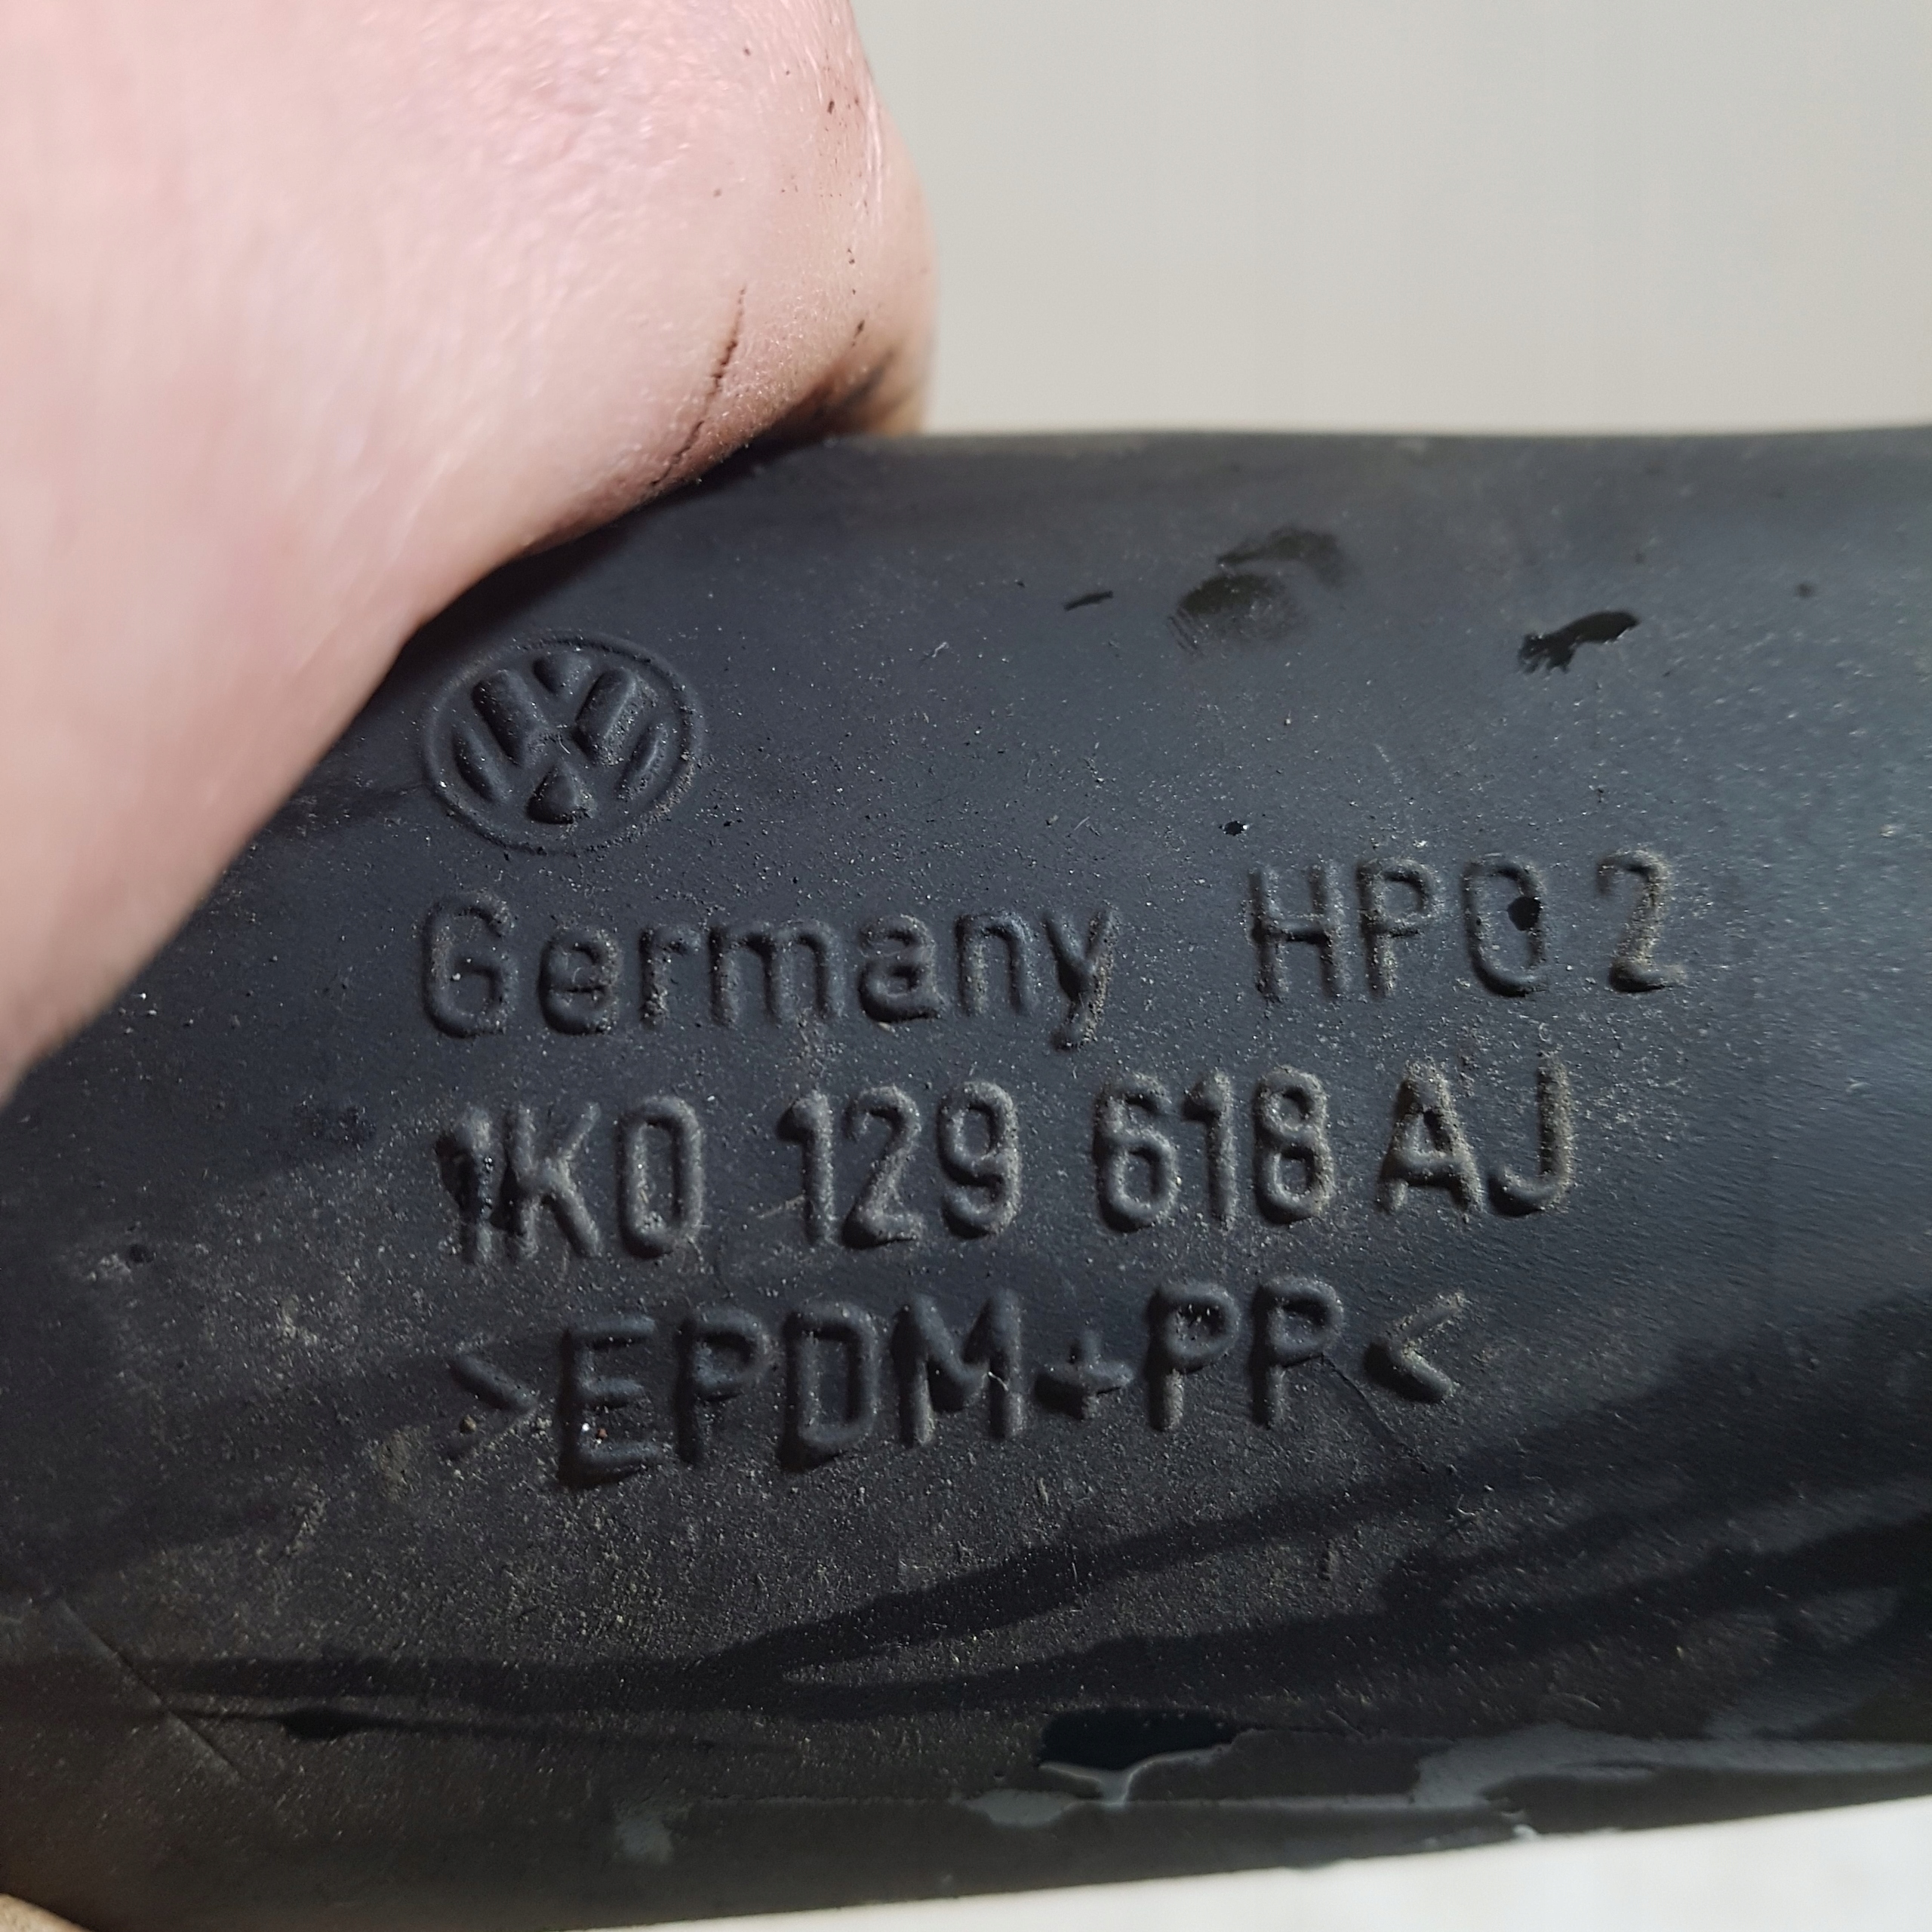 Germany HP02
1K0 129 618 AJ
>EPDM+PP<